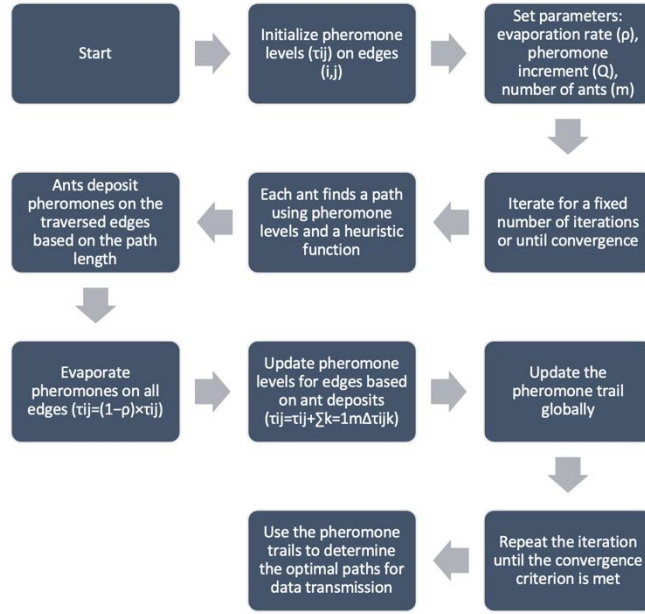 Start
Initialize pheromone
levels (τij) on edges
(i,j)
Set parameters:
evaporation rate (ρ),
pheromone
increment (Q),
number of ants (m)
Iterate for a fixed
number of iterations
or until convergence
Each ant finds a path
using pheromone
levels and a heuristic
function
Ants deposit
pheromones on the
traversed edges
based on the path
length
Evaporate
pheromones on all
edges (τij=(1−ρ)×τij)
Update pheromone
levels for edges based
on ant deposits
(τij=τij+∑k=1mΔτijk)
Update the
pheromone trail
globally
Repeat the iteration
until the convergence
criterion is met
Use the pheromone
trails to determine
the optimal paths for
data transmission